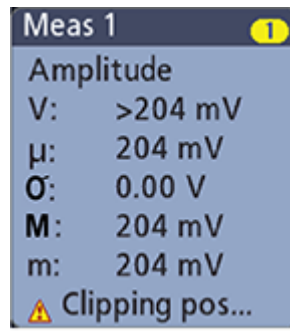 Meas 1 1
Amplitude
V: >204 mV
µ: 204 mV
σ: 0.00 V
M: 204 mV
m: 204 mV
Clipping pos...